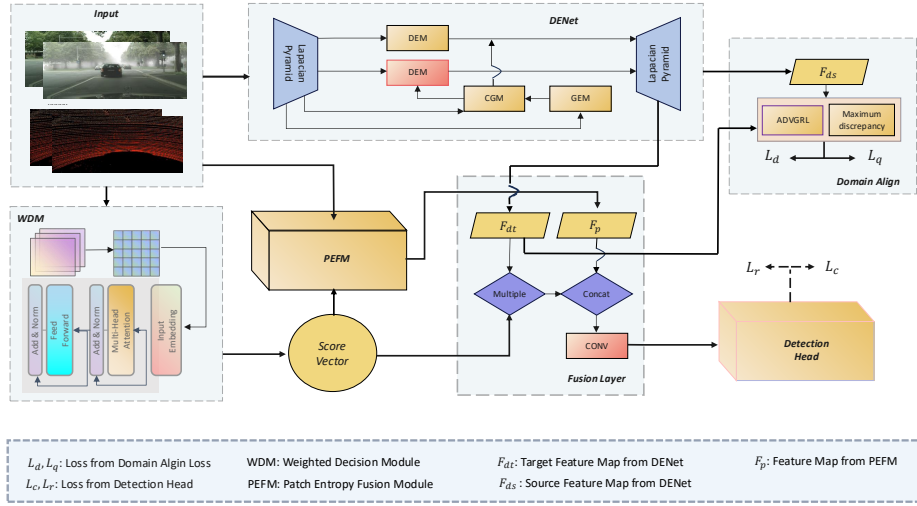 Input
DENet
Lapacian
Pyramid
DEM
DEM
CGM
GEM
Lapacian
Pyramid
F_ds
ADVGRL
Maximum
discrepancy
L_d
L_q
Domain Align
WDM
Add & Norm
Feed
Forward
Add & Norm
Multi-Head
Attention
Input
Embedding
PEFM
Score
Vector
F_dt
F_p
Multiple
Concat
CONV
Fusion Layer
L_r
L_c
Detection
Head
L_d, L_q: Loss from Domain Algin Loss
WDM: Weighted Decision Module
F_dt: Target Feature Map from DENet
F_p: Feature Map from PEFM
L_c, L_r: Loss from Detection Head
PEFM: Patch Entropy Fusion Module
F_ds : Source Feature Map from DENet